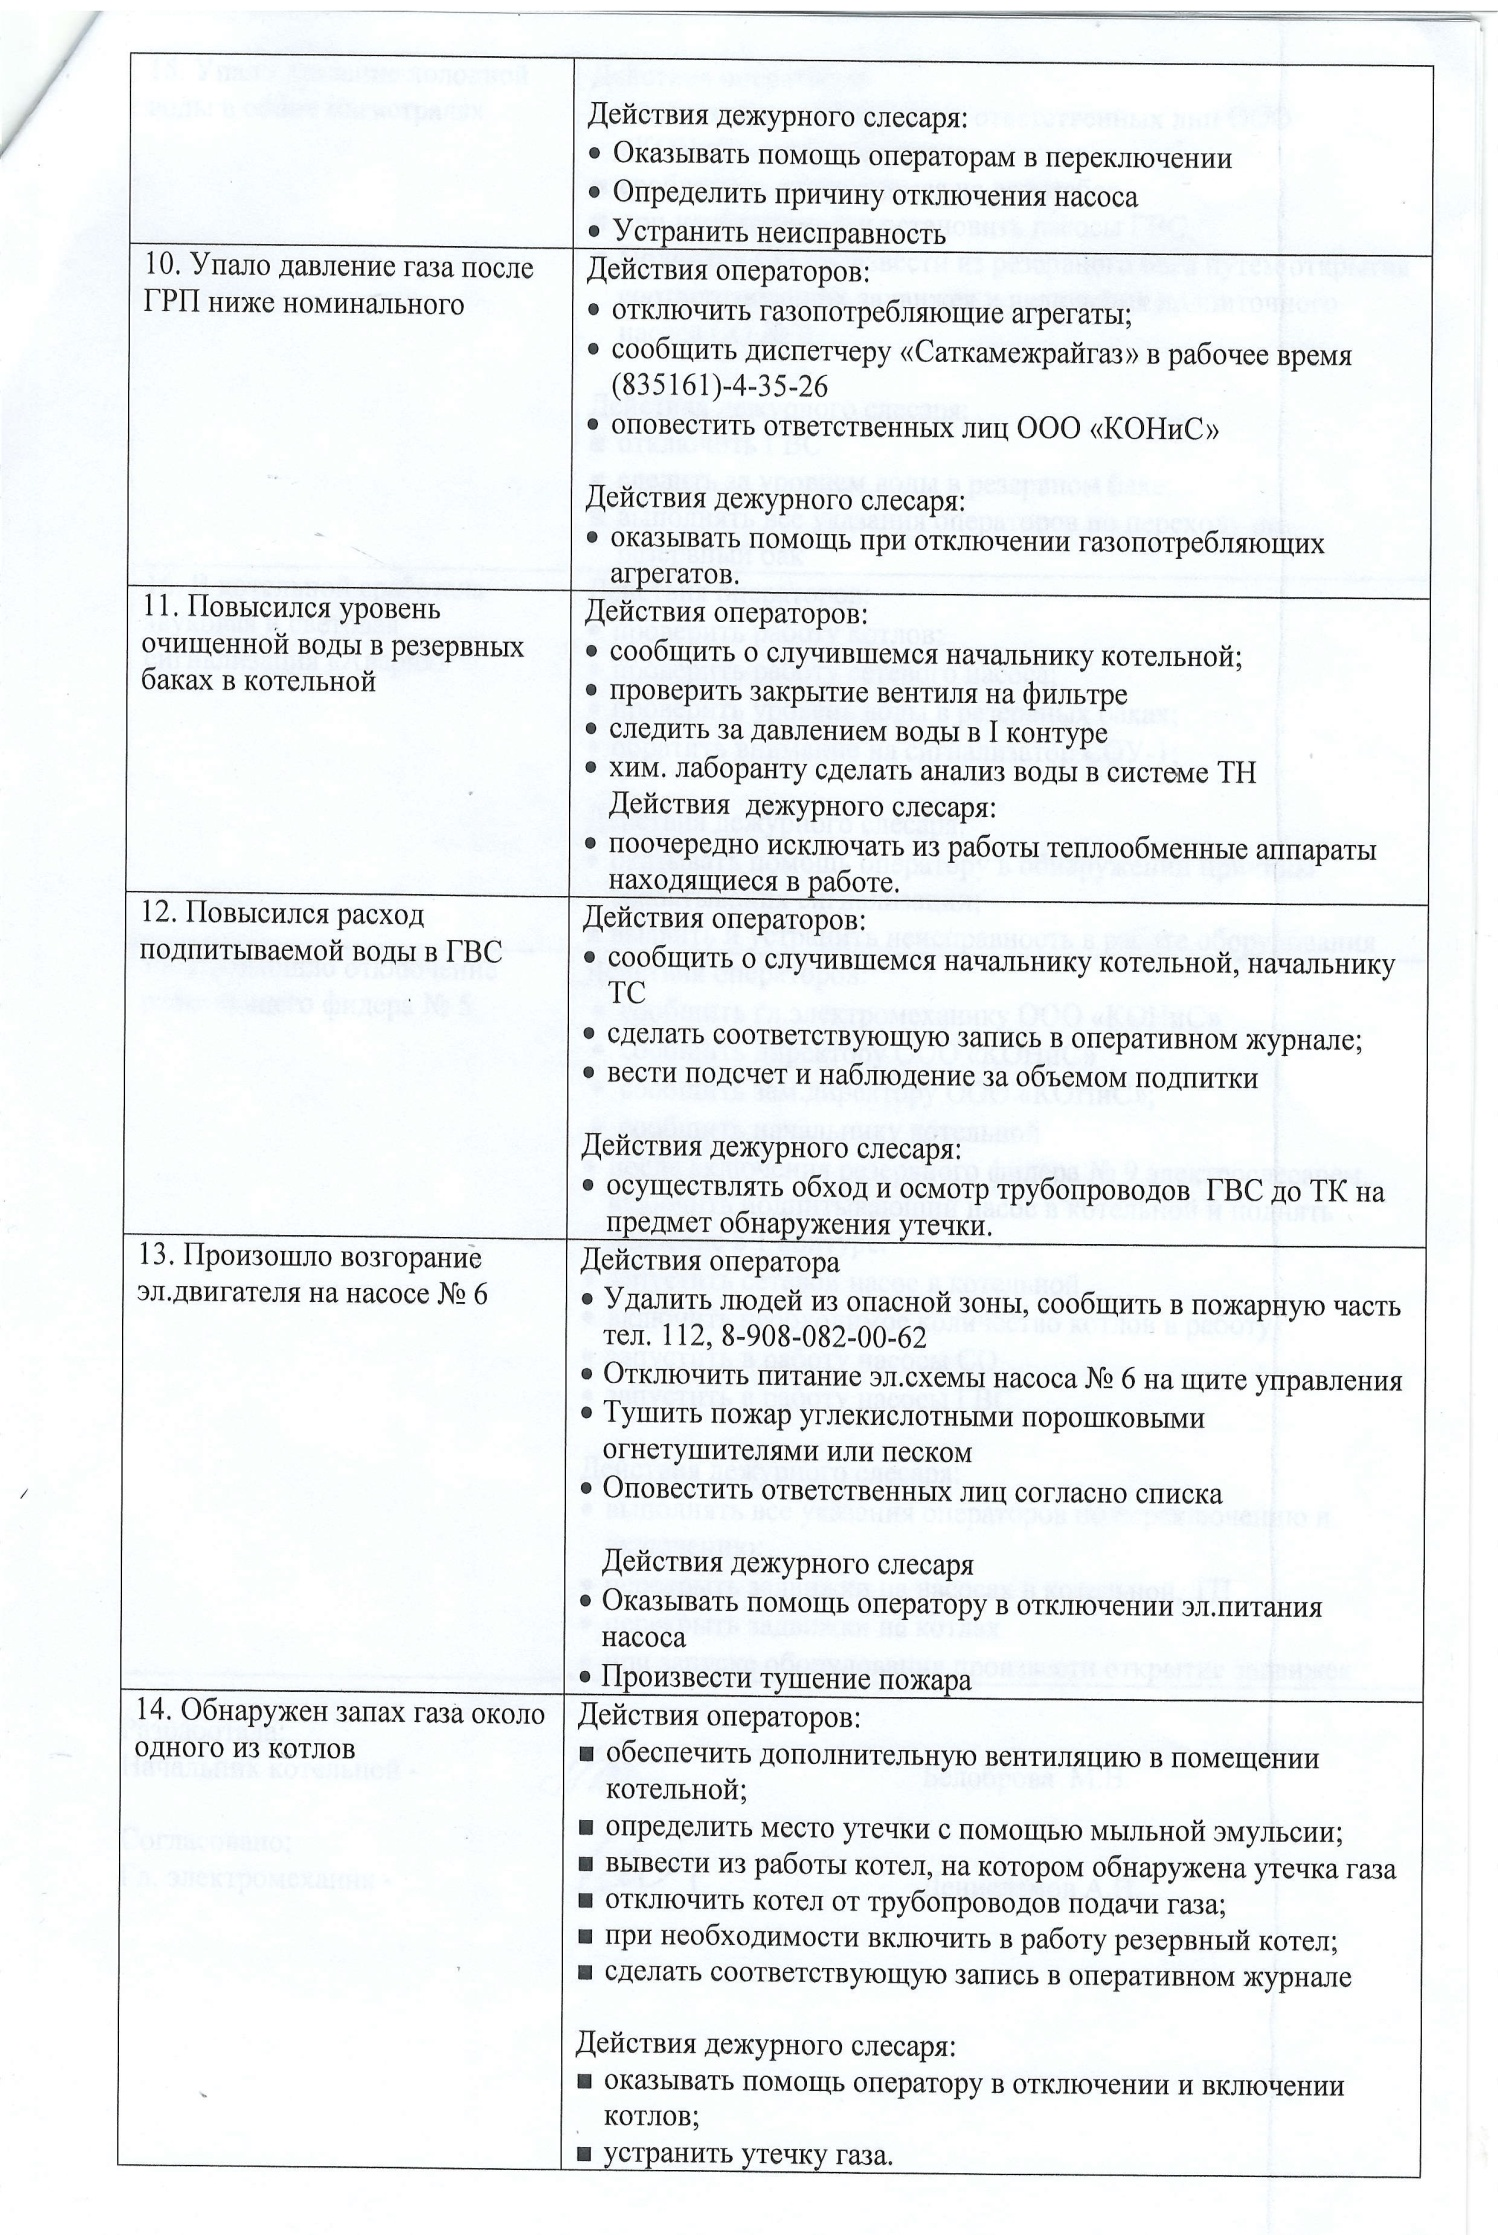 Действия дежурного слесаря:
• Оказывать помощь операторам в переключении
• Определить причину отключения насоса
• Устранить неисправность
10. Упало давление газа после
ГРП ниже номинального
Действия операторов:
• отключить газопотребляющие агрегаты;
• сообщить диспетчеру «Саткамежрайгаз» в рабочее время
(835161)-4-35-26
• оповестить ответственных лиц ООО «КОНиС»
Действия дежурного слесаря:
• оказывать помощь при отключении газопотребляющих
агрегатов.
11. Повысился уровень
очищенной воды в резервных
баках в котельной
Действия операторов:
• сообщить о случившемся начальнику котельной;
• проверить закрытие вентиля на фильтре
• следить за давлением воды в I контуре
• хим. лаборанту сделать анализ воды в системе ТН
Действия  дежурного слесаря:
• поочередно исключать из работы теплообменные аппараты
находящиеся в работе.
12. Повысился расход
подпитываемой воды в ГВС
Действия операторов:
• сообщить о случившемся начальнику котельной, начальнику
ТС
• сделать соответствующую запись в оперативном журнале;
• вести подсчет и наблюдение за объемом подпитки
Действия дежурного слесаря:
• осуществлять обход и осмотр трубопроводов  ГВС до ТК на
предмет обнаружения утечки.
13. Произошло возгорание
эл.двигателя на насосе № 6
Действия оператора
• Удалить людей из опасной зоны, сообщить в пожарную часть
тел. 112, 8-908-082-00-62
• Отключить питание эл.схемы насоса № 6 на щите управления
• Тушить пожар углекислотными порошковыми
огнетушителями или песком
• Оповестить ответственных лиц согласно списка
Действия дежурного слесаря
• Оказывать помощь оператору в отключении эл.питания
насоса
• Произвести тушение пожара
14. Обнаружен запах газа около
одного из котлов
Действия операторов:
■ обеспечить дополнительную вентиляцию в помещении
котельной;
■ определить место утечки с помощью мыльной эмульсии;
■ вывести из работы котел, на котором обнаружена утечка газа
■ отключить котел от трубопроводов подачи газа;
■ при необходимости включить в работу резервный котел;
■ сделать соответствующую запись в оперативном журнале
Действия дежурного слесаря:
■ оказывать помощь оператору в отключении и включении
котлов;
■ устранить утечку газа.